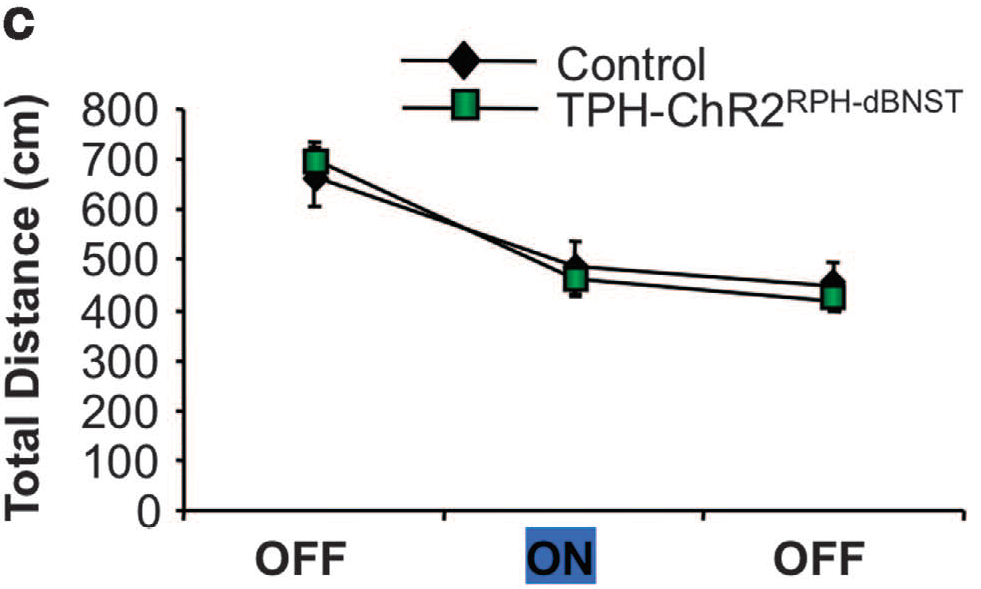 c
Control
TPH-ChR2RPH-dBNST
Total Distance (cm)
800
700
600
500
400
300
200
100
0
OFF
ON
OFF